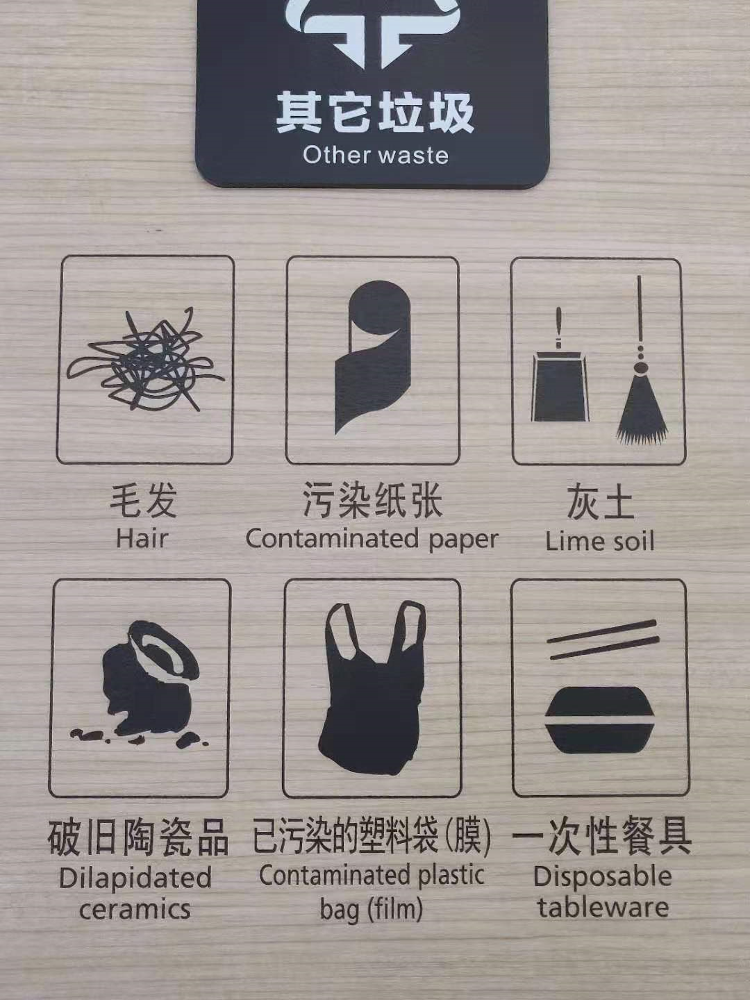 其它垃圾
Other waste
毛发
Hair
污染纸张
Contaminated paper
灰土
Lime soil
破旧陶瓷品
Dilapidated
ceramics
已污染的塑料袋(膜)
Contaminated plastic
bag (film)
一次性餐具
Disposable
tableware